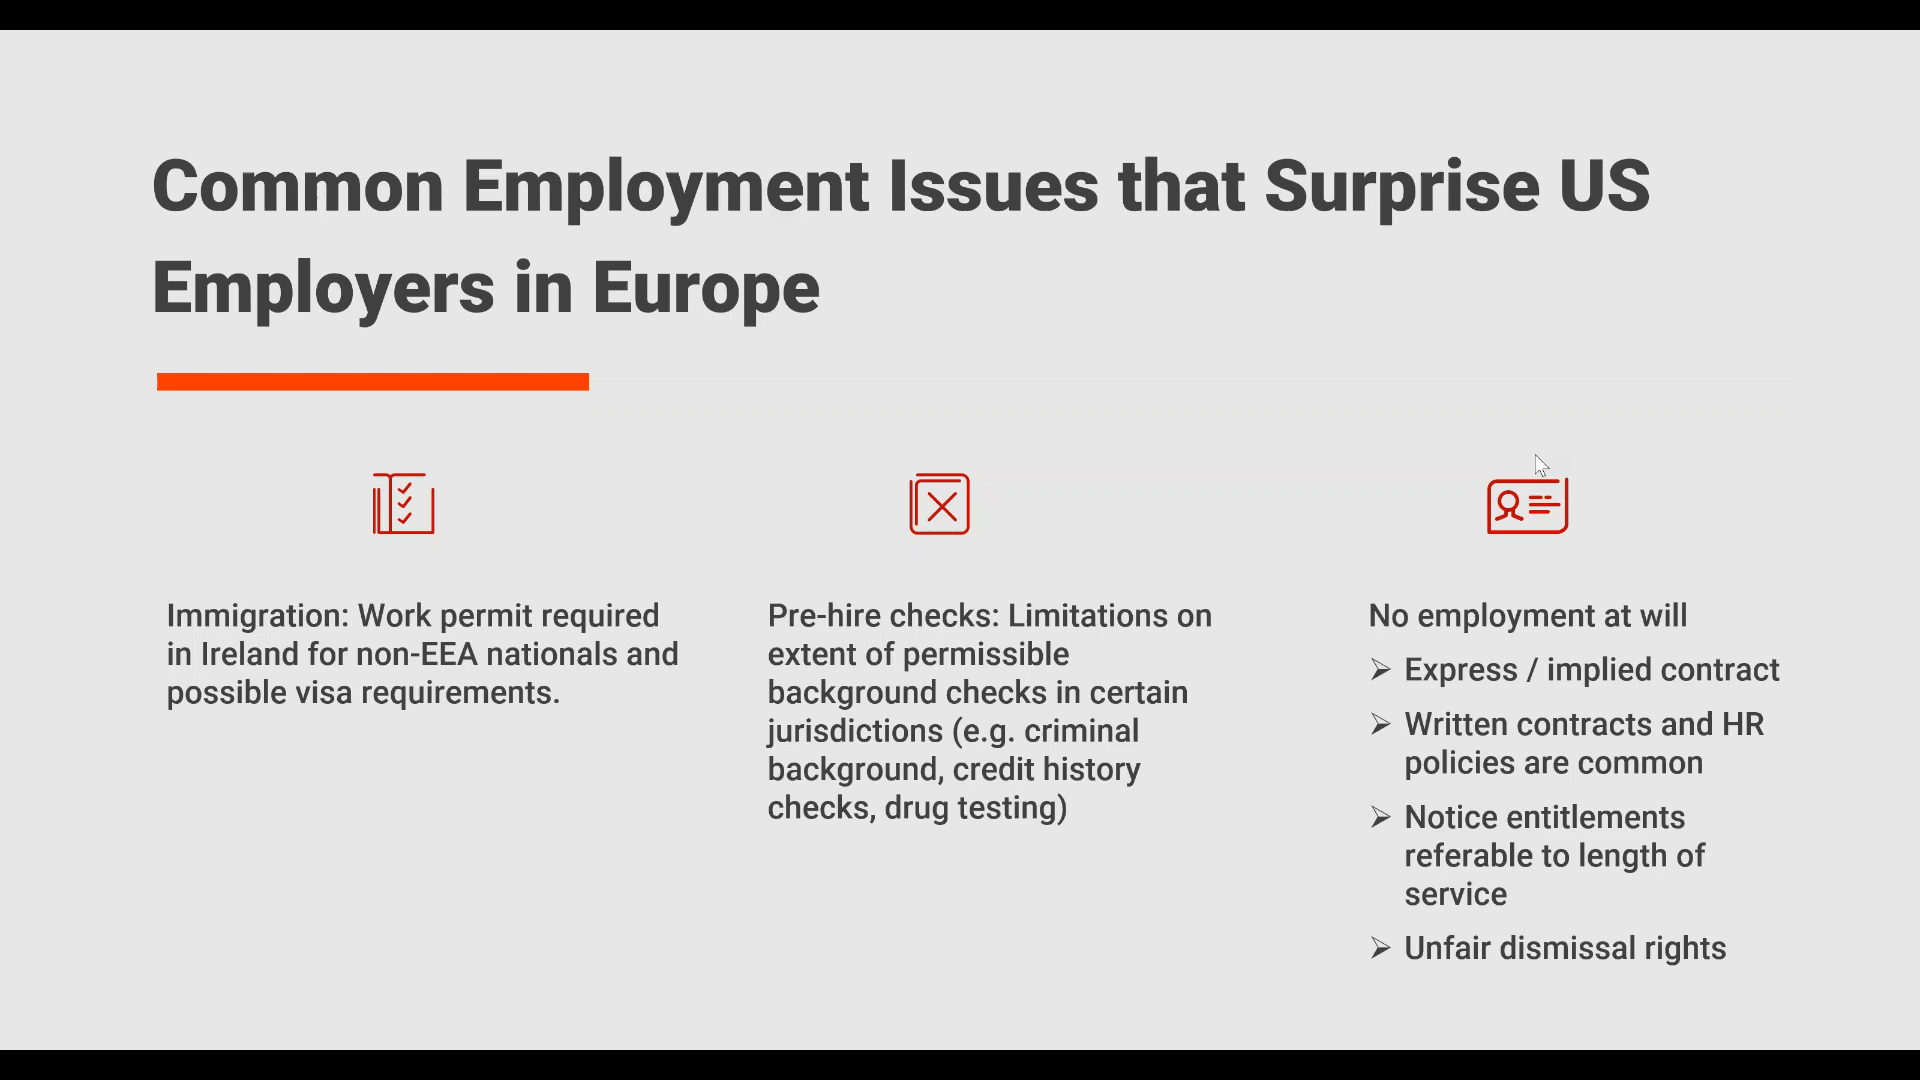 Common Employment Issues that Surprise US
Employers in Europe
Immigration: Work permit required
in Ireland for non-EEA nationals and
possible visa requirements.
Pre-hire checks: Limitations on
extent of permissible
background checks in certain
jurisdictions (e.g. criminal
background, credit history
checks, drug testing)
No employment at will
➢ Express / implied contract
➢ Written contracts and HR
policies are common
➢ Notice entitlements
referable to length of
service
➢ Unfair dismissal rights